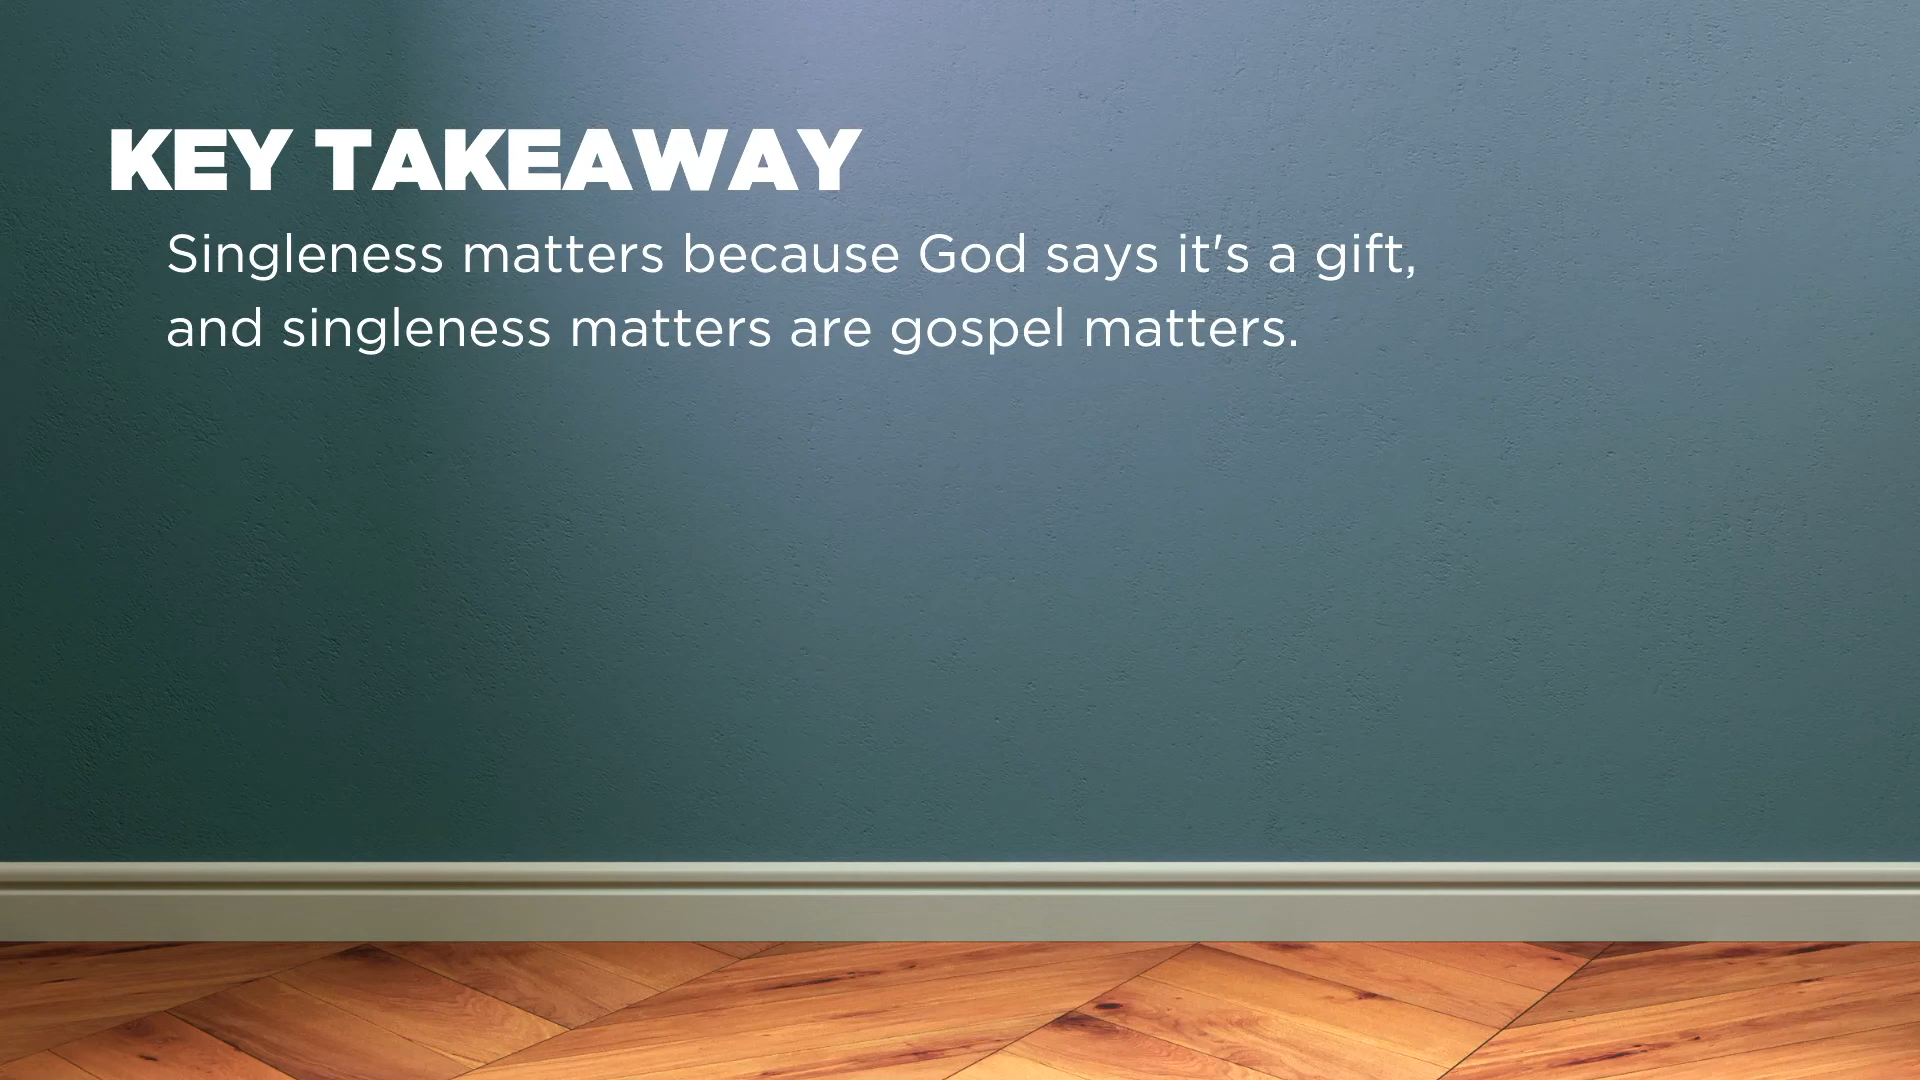 KEY TAKEAWAY
Singleness matters because God says it's a gift,
and singleness matters are gospel matters.